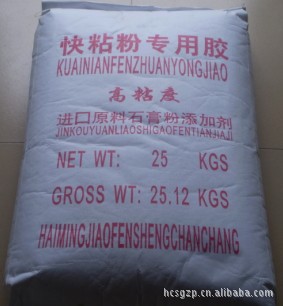 快粘粉专用胶
KUAINIANFENZHUANYONGJIAO
高粘度
进口原料石膏粉添加剂
JINKOUYUANLIAOSHIGAOFENTIANJIAJI
NET WT: 25 KGS
GROSS WT: 25.12 KGS
HAIMINGJIAOFENSHENGCHANCHANG
hcsgzp.cn.alibaba.com